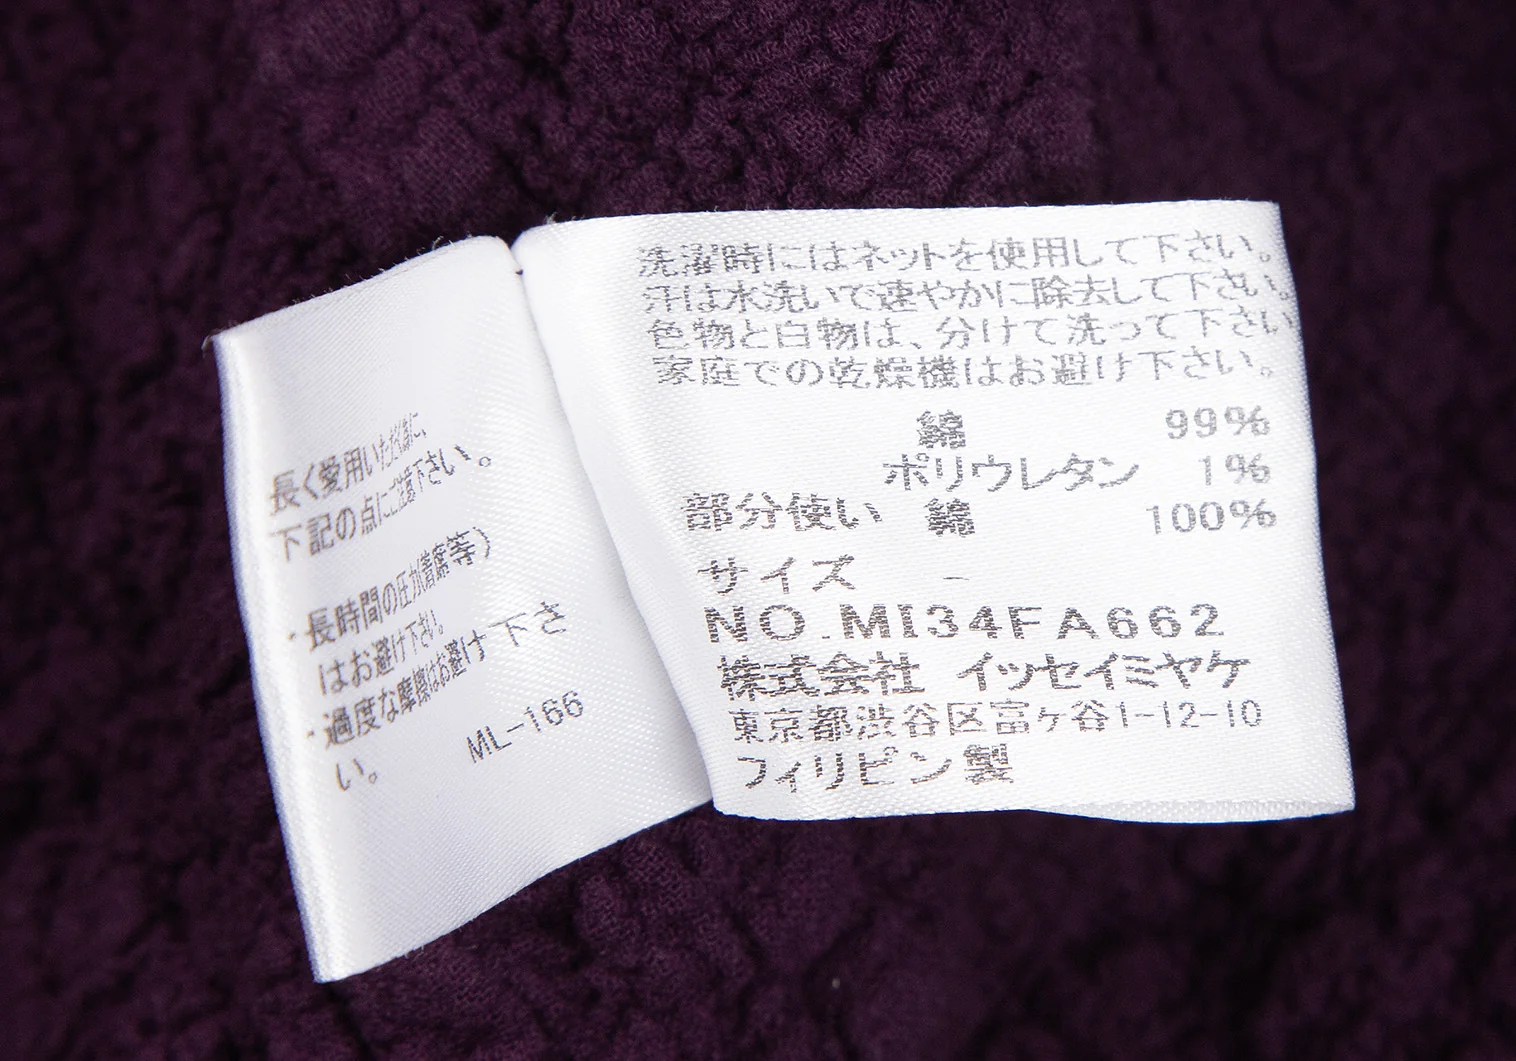 長く愛用いただく為に、
下記の点にご注意下さい。
・長時間の圧力(着席等)
はお避け下さい。
・過度な摩擦はお避け下さ
い。
ML-166
洗濯時にはネットを使用して下さい。
汗は水洗いで速やかに除去して下さい。
色物と白物は、分けて洗って下さい
家庭での乾燥機はお避け下さい。
綿 99%
ポリウレタン 1%
部分使い 綿 100%
サイズ -
NO.MI34FA662
株式会社 イッセイミヤケ
東京都渋谷区富ヶ谷1-12-10
フィリピン製